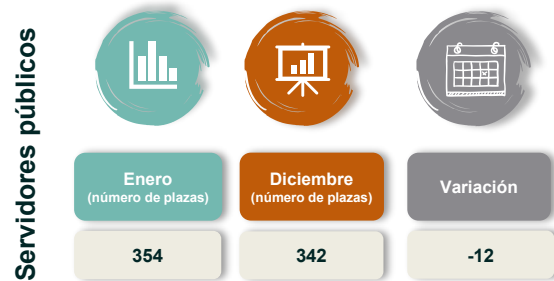 Servidores públicos
Enero
(número de plazas)
Diciembre
(número de plazas)
Variación
354
342
-12